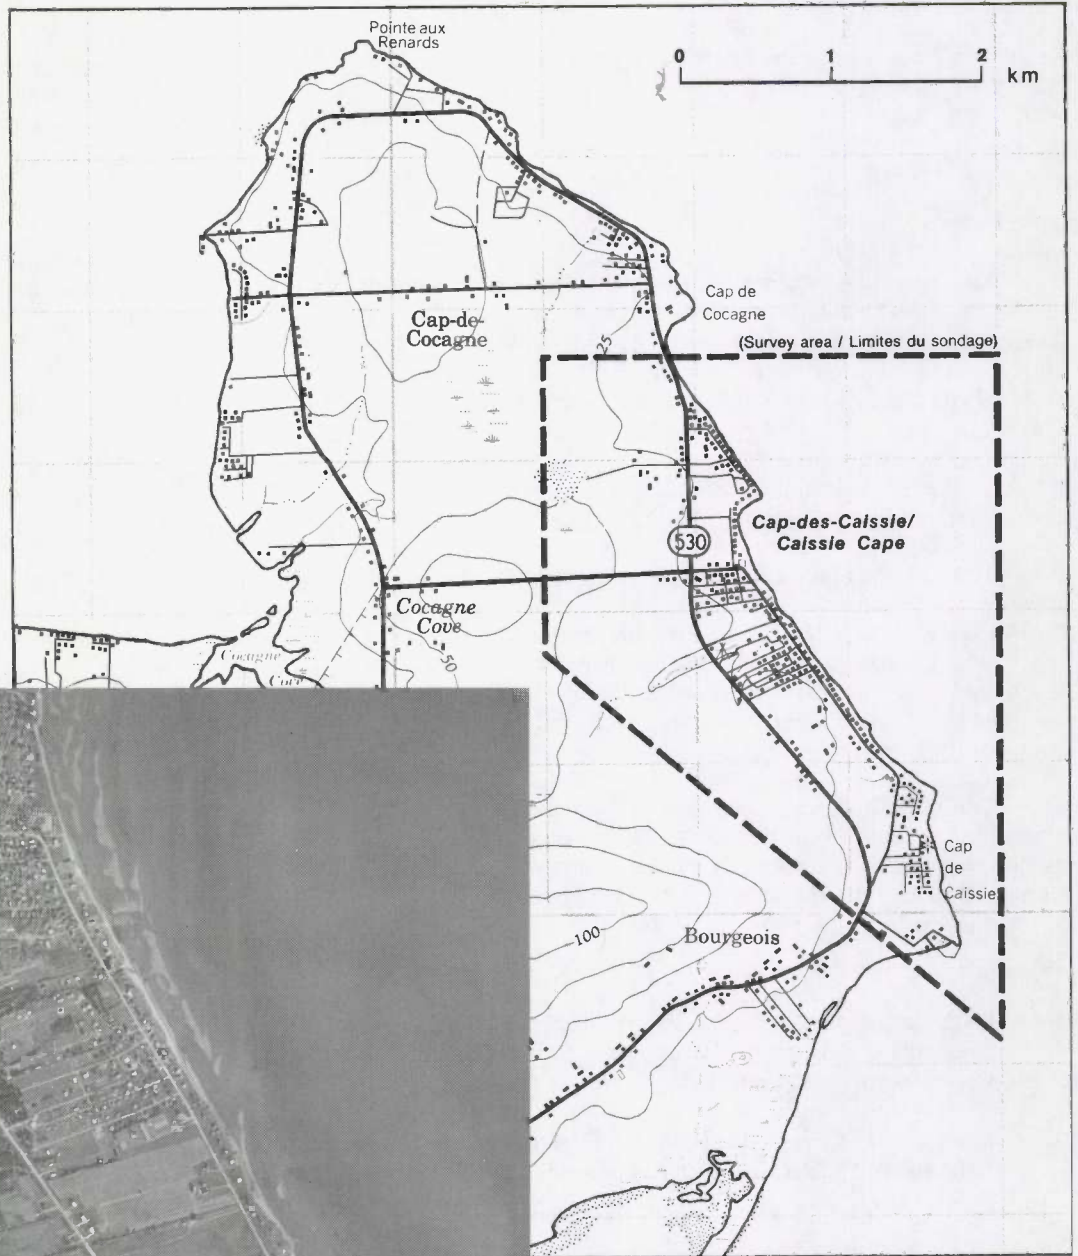 Pointe aux
Renards
0 1 2
km
Cap de
Cocagne
Cap-de-
Cocagne
25
(Survey area / Limites du sondage)
Cap-des-Caissie/
Caissie Cape
530
Cocagne
Cove
Cocagne
Cove
50
Cap
de
Caissie
100
Bourgeois